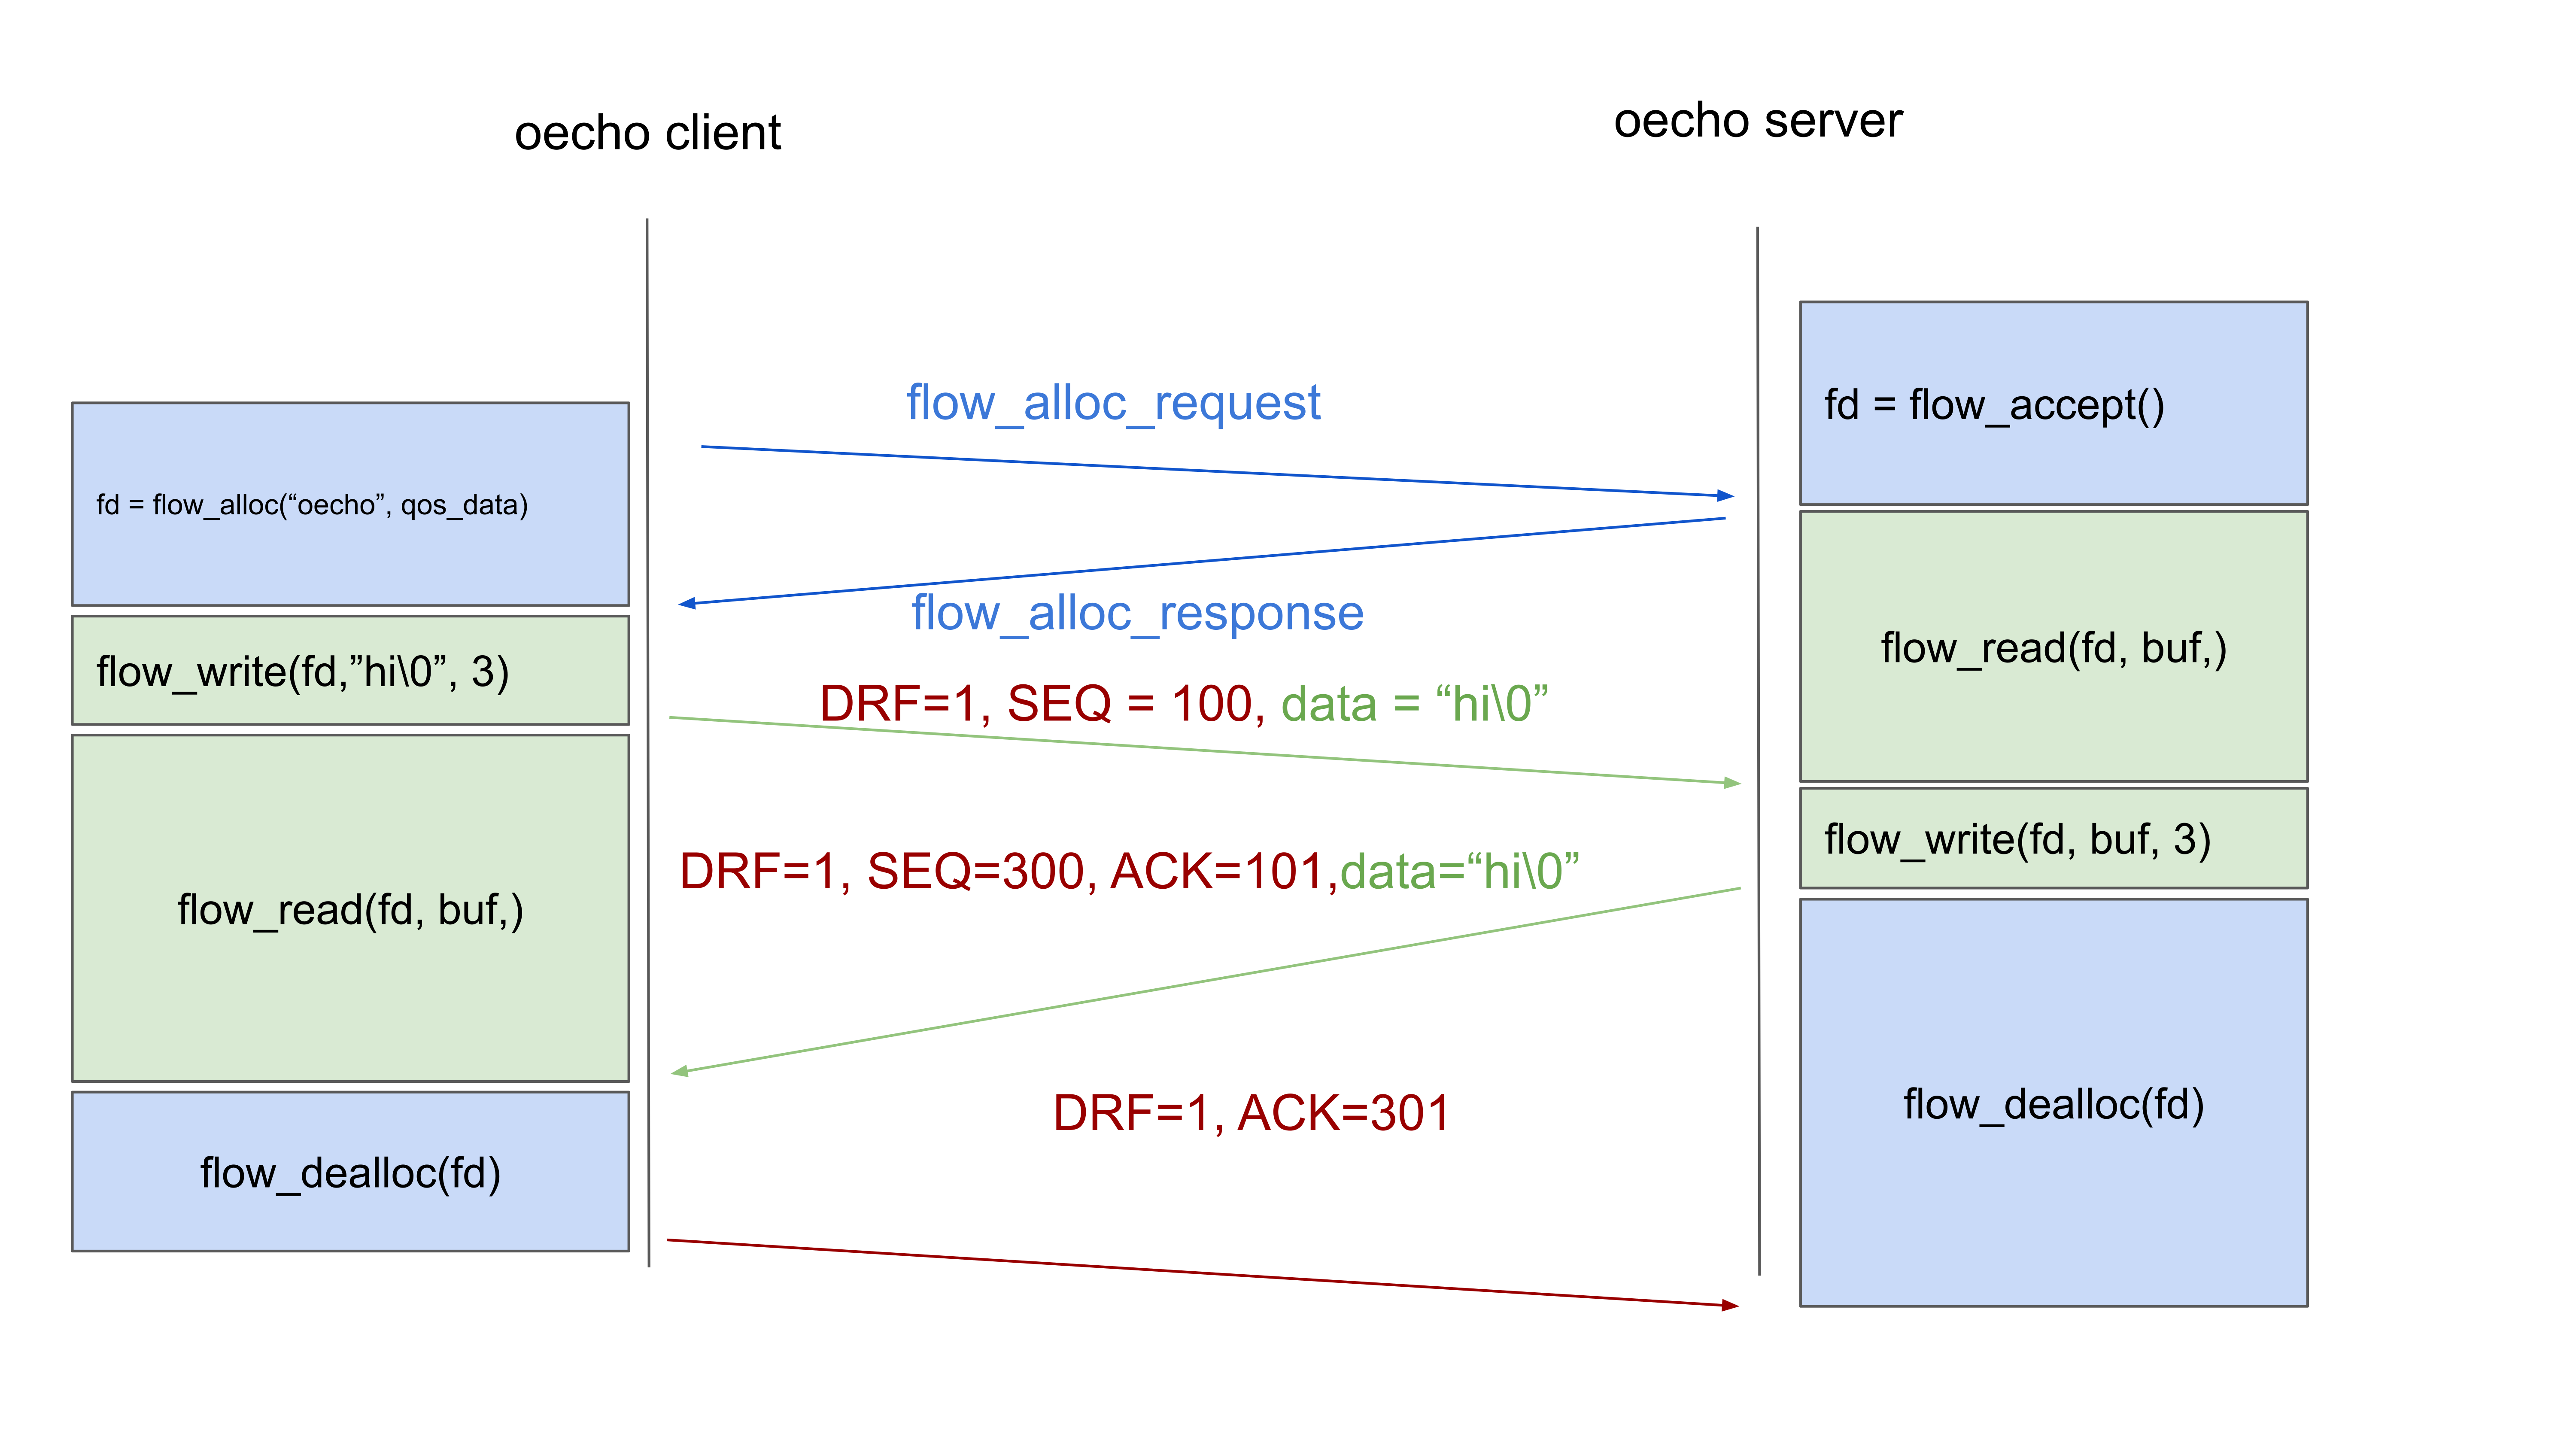 oecho client
oecho server
flow_alloc_request
fd = flow_accept()
fd = flow_alloc(“oecho”, qos_data)
flow_alloc_response
flow_read(fd, buf,)
flow_write(fd,”hi\0”, 3)
DRF=1, SEQ = 100, data = “hi\0”
flow_write(fd, buf, 3)
DRF=1, SEQ=300, ACK=101,data=“hi\0”
flow_read(fd, buf,)
DRF=1, ACK=301
flow_dealloc(fd)
flow_dealloc(fd)